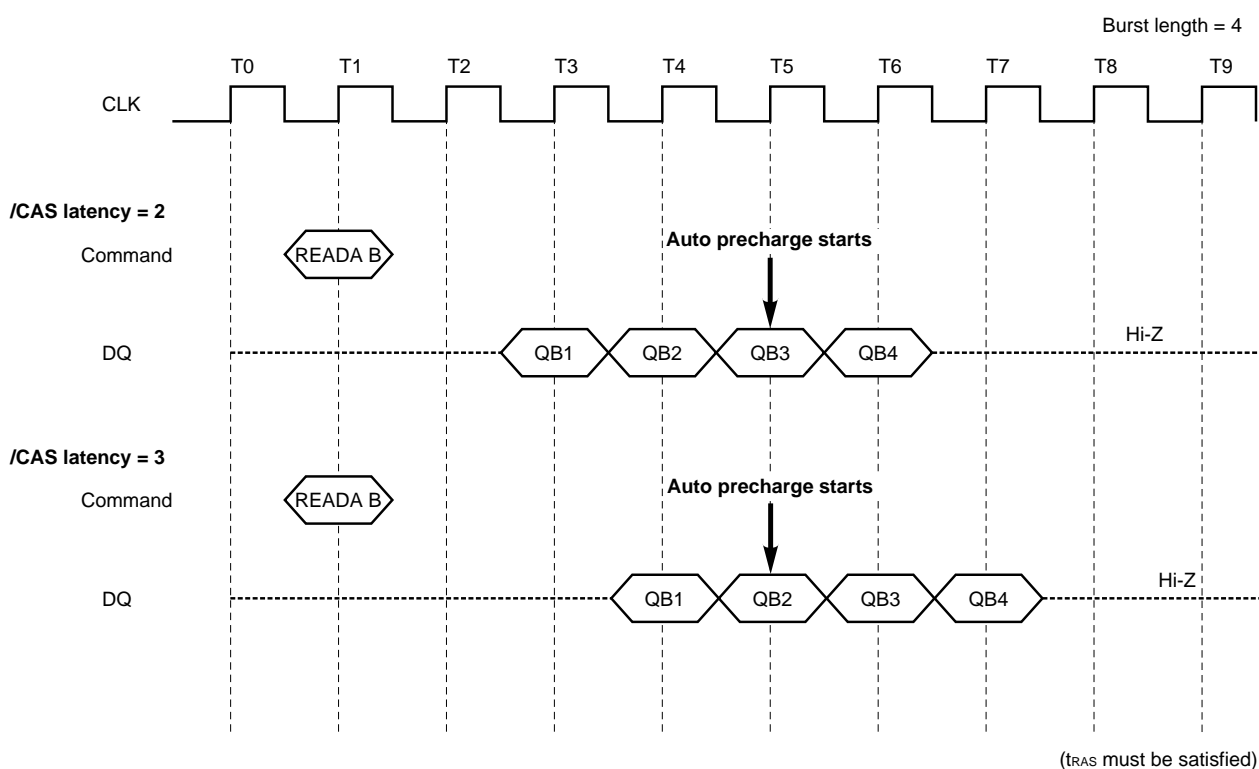 Burst length = 4
T0 T1 T2 T3 T4 T5 T6 T7 T8 T9
CLK
/CAS latency = 2
Command READA B Auto precharge starts
DQ QB1 QB2 QB3 QB4 Hi-Z
/CAS latency = 3
Command READA B Auto precharge starts
DQ QB1 QB2 QB3 QB4 Hi-Z
(tRAS must be satisfied)